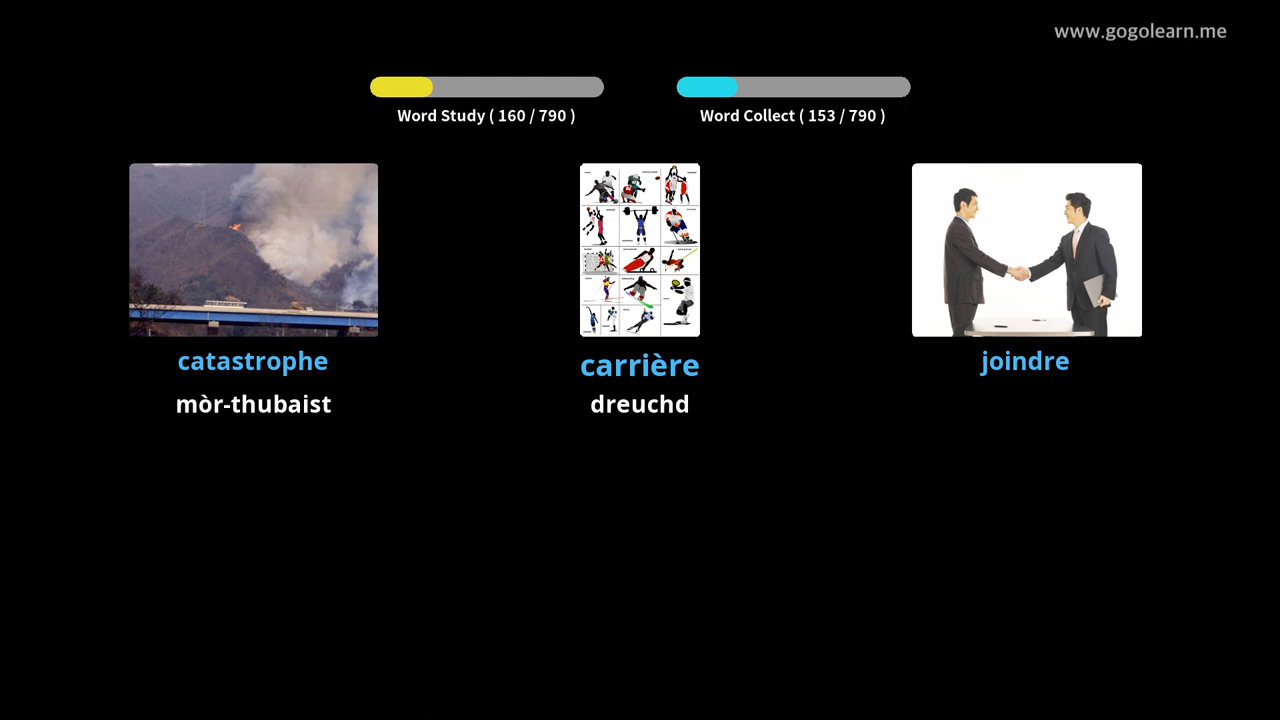 www.gogolearn.me
Word Study ( 160 / 790 )
Word Collect ( 153 / 790 )
catastrophe
carrière
joindre
mòr-thubaist
dreuchd